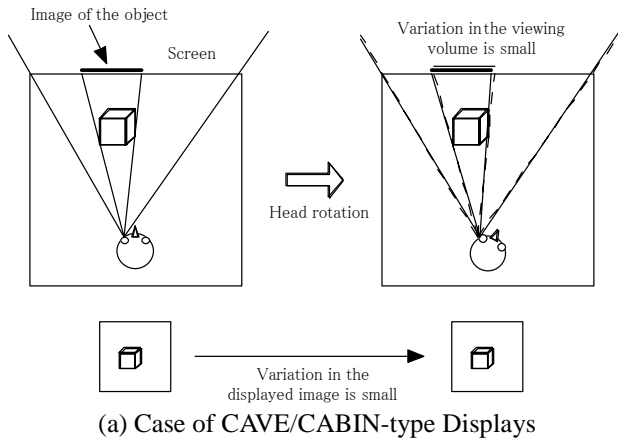 Image of the object
Screen
Variation in the viewing
volume is small
Head rotation
Variation in the
displayed image is small
(a) Case of CAVE/CABIN-type Displays